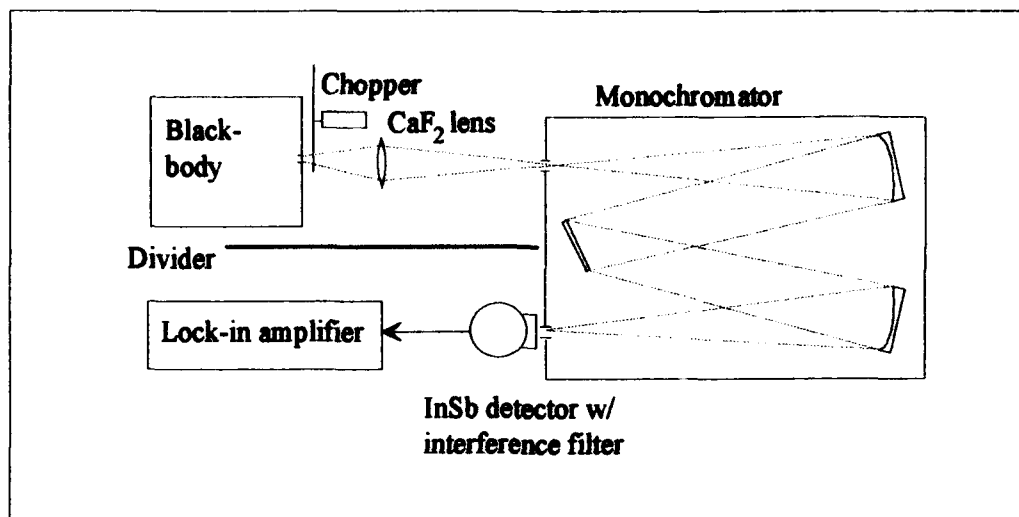 Chopper
Monochromator
Black-
body
CaF₂ lens
Divider
Lock-in amplifier
InSb detector w/
interference filter